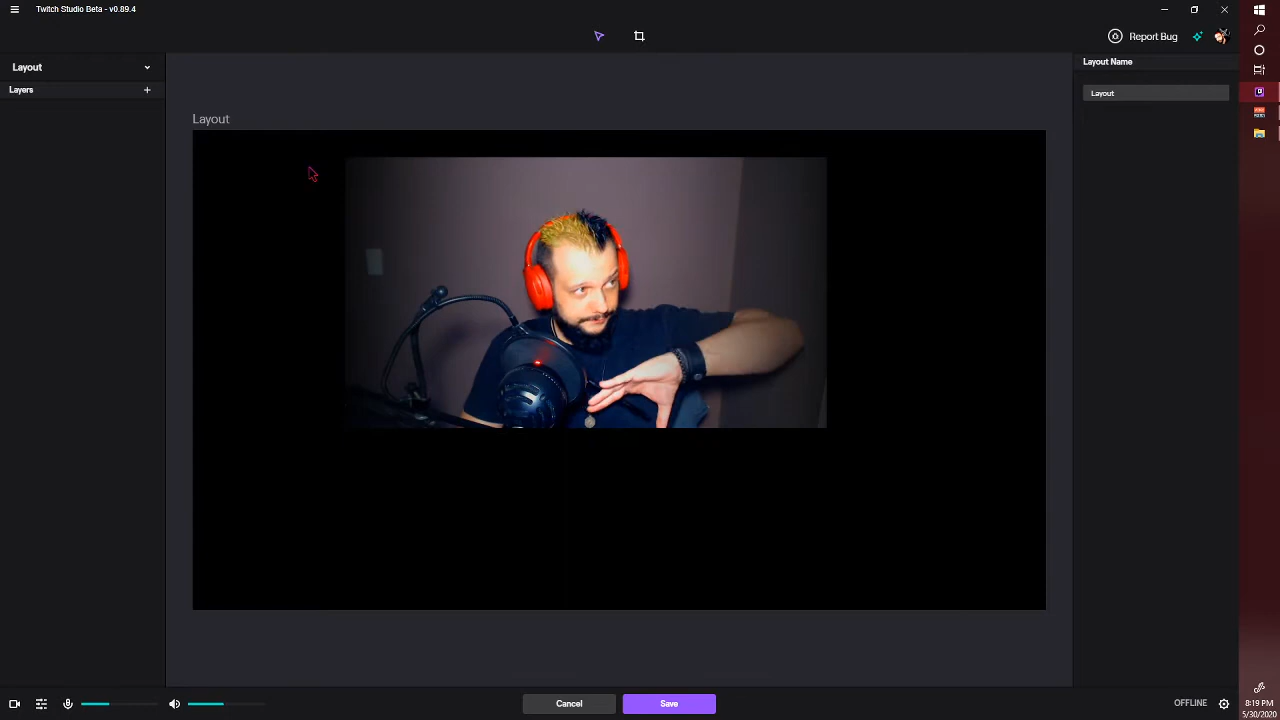 Twitch Studio Beta - v0.89.4
Report Bug
Layout
Layers
Layout Name
Layout
Layout
Cancel
Save
OFFLINE
8:19 PM
5/30/2020